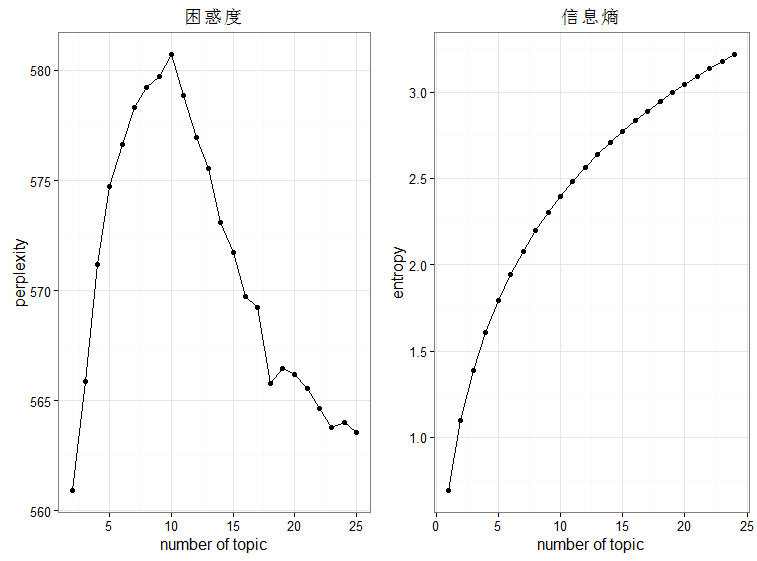 困惑度
perplexity
580
575
570
565
560
5 10 15 20 25
number of topic
信息熵
entropy
3.0
2.5
2.0
1.5
1.0
0 5 10 15 20 25
number of topic